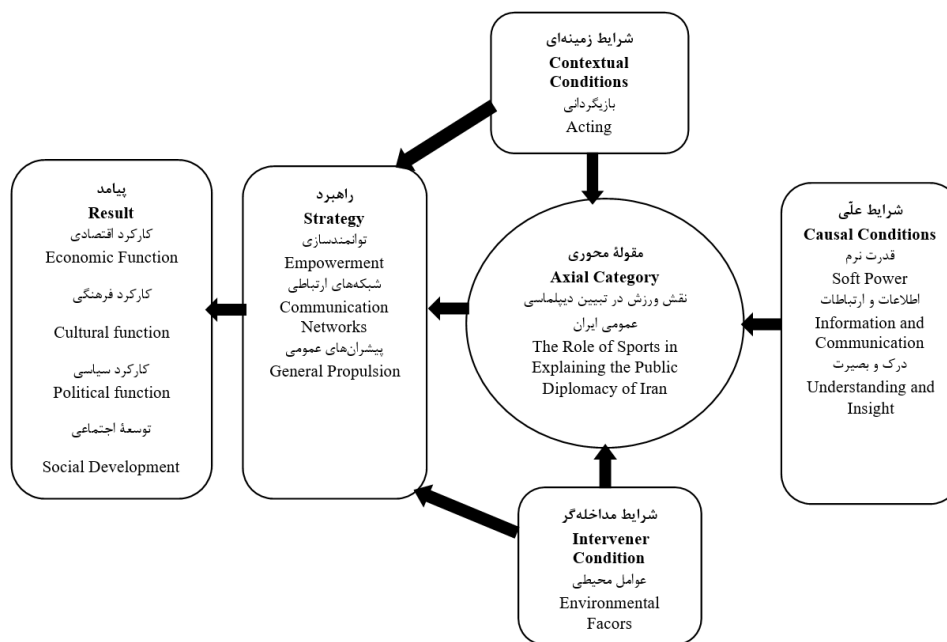 شرایط زمینه‌ای
Contextual
Conditions
بازیگردانی
Acting
پیامد
Result
کارکرد اقتصادی
Economic Function
کارکرد فرهنگی
Cultural function
کارکرد سیاسی
Political function
توسعهٔ اجتماعی
Social Development
راهبرد
Strategy
توانمندسازی
Empowerment
شبکه‌های ارتباطی
Communication
Networks
پیشران‌های عمومی
General Propulsion
مقولهٔ محوری
Axial Category
نقش ورزش در تبیین دیپلماسی
عمومی ایران
The Role of Sports in
Explaining the Public
Diplomacy of Iran
شرایط علّی
Causal Conditions
قدرت نرم
Soft Power
اطلاعات و ارتباطات
Information and
Communication
درک و بصیرت
Understanding and
Insight
شرایط مداخله‌گر
Intervener
Condition
عوامل محیطی
Environmental
Facors